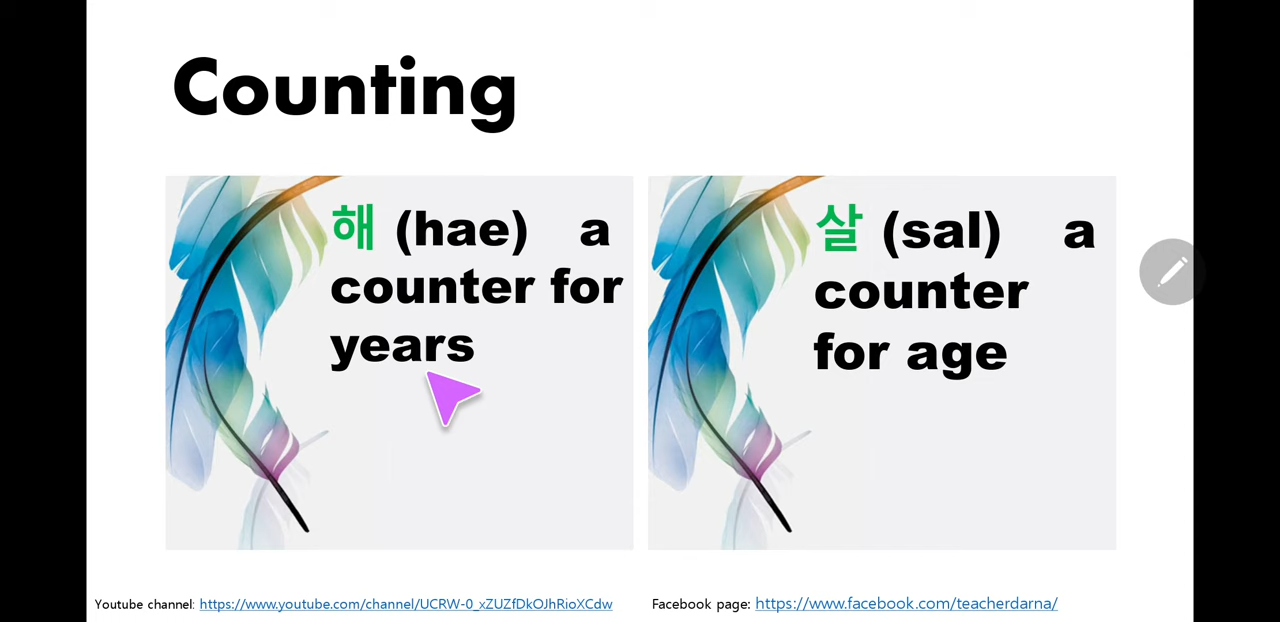 Counting
해 (hae) a
counter for
years
살 (sal) a
counter
for age
Youtube channel: https://www.youtube.com/channel/UCRW-0_xZUZfDkOJhRioXCdw
Facebook page: https://www.facebook.com/teacherdarna/